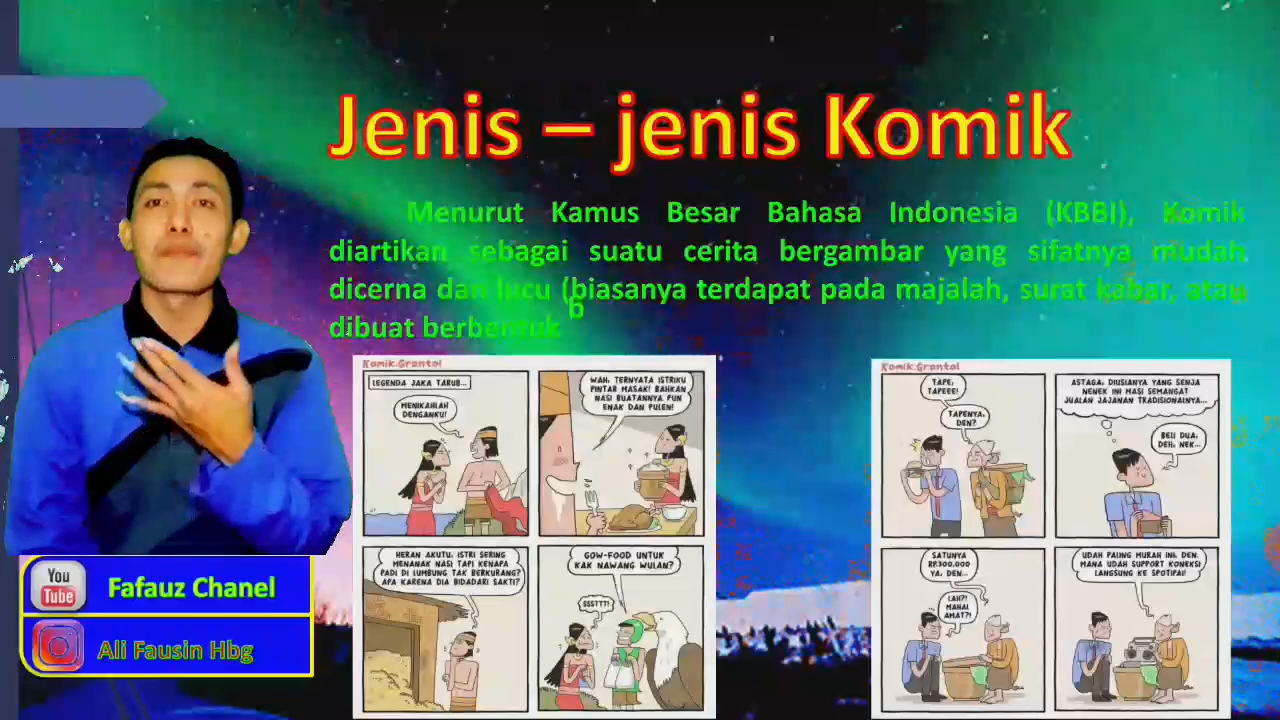 Jenis – jenis Komik
Menurut Kamus Besar Bahasa Indonesia (KBBI), Komik
diartikan sebagai suatu cerita bergambar yang sifatnya mudah
dicerna dan lucu (biasanya terdapat pada majalah, surat kabar, atau
dibuat berbentuk
b
Komik.Grontol
LEGENDA JAKA TARUB...
MENIKAHLAH
DENGANKU!
WAH, TERNYATA ISTRIKU
PINTAR MASAK! BAHKAN
NASI BUATANNYA PUN
ENAK DAN PULEN!
HERAN AKUTU, ISTRI SERING
MENANAK NASI TAPI KENAPA
PADI DI LUMBUNG TAK BERKURANG?
APA KARENA DIA BIDADARI SAKTI?
GOW-FOOD UNTUK
KAK NAWANG WULAN?
SSSTTT!
Komik.Grontol
TAPE,
TAPEEE!
TAPENYA,
DEN?
ASTAGA, DIUSIANYA YANG SENJA
NENEK INI MASI SEMANGAT
JUALAN JAJANAN TRADISIONALNYA...
BELI DUA,
DEH, NEK...
SATUNYA
RP.300.000
YA, DEN...
LAH?!
MAHAL
AMAT?!
UDAH PALING MURAH INI, DEN.
MANA UDAH SUPPORT KONEKSI
LANGSUNG KE SPOTIPAI!
You
Tube
Fafauz Chanel
Ali Fausin Hbg